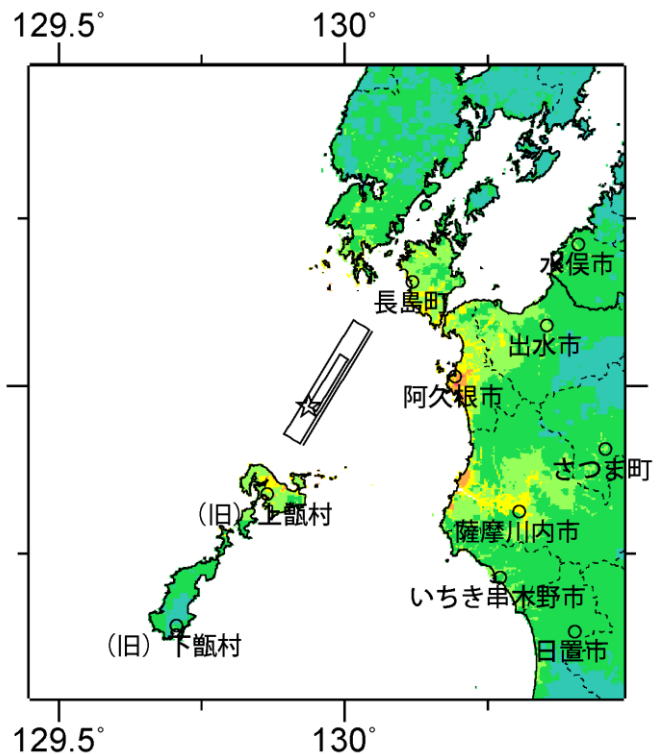 129.5°
130°
水俣市
長島町
出水市
阿久根市
さつま町
（旧）上甑村
薩摩川内市
いちき串木野市
（旧）下甑村
日置市
129.5°
130°